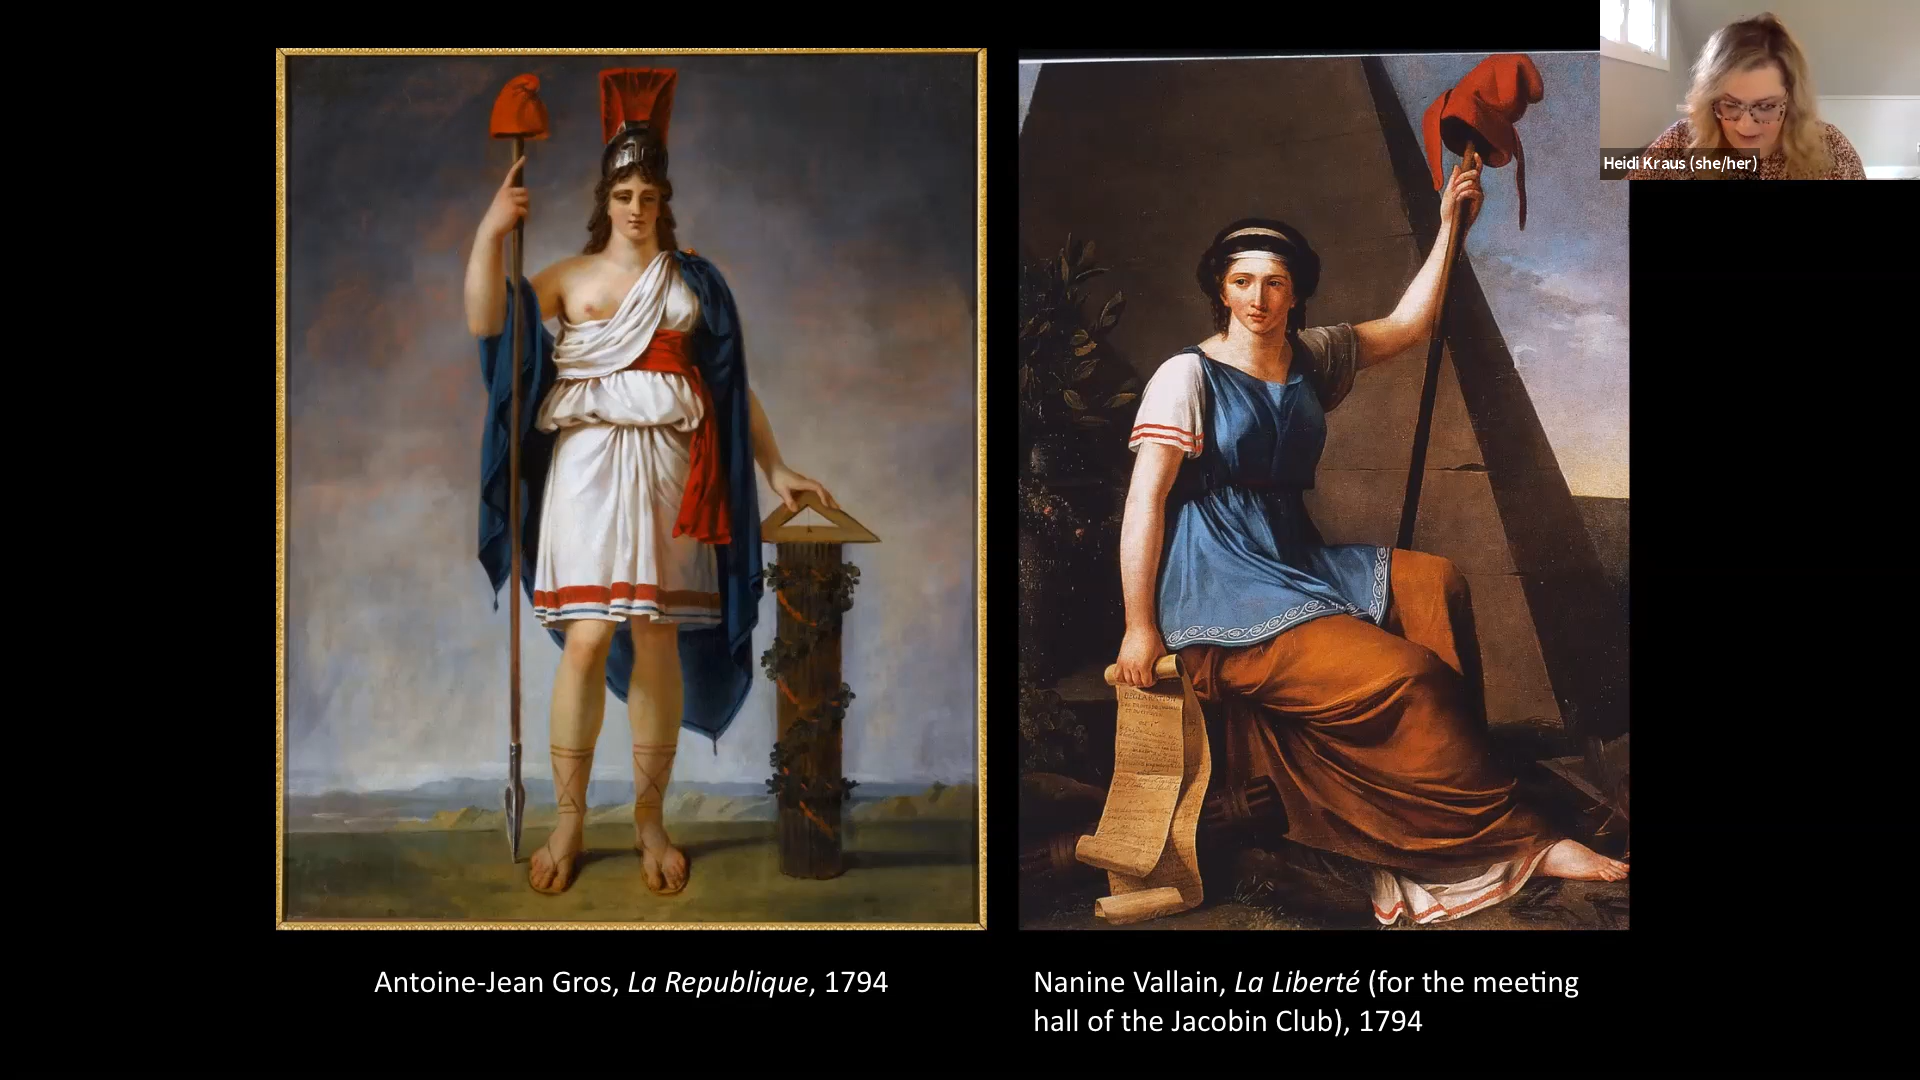 Heidi Kraus (she/her)
DECLARATION
Antoine-Jean Gros, La Republique, 1794
Nanine Vallain, La Liberté (for the meeting
hall of the Jacobin Club), 1794